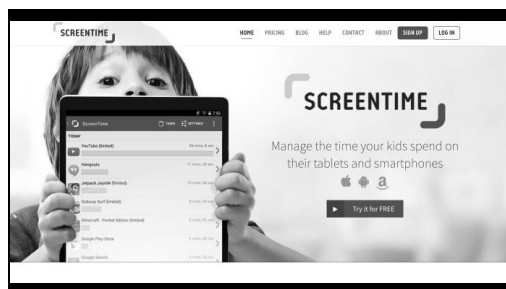 SCREENTIME
HOME PRICING BLOG HELP CONTACT ABOUT SIGN UP LOG IN
ScreenTime
TODAY
YouTube (limited)
Hangouts
Jetpack Joyride (limited)
Subway Surf (limited)
Minecraft - Pocket Edition (limited)
Google Play Store
Google Search
SCREENTIME
Manage the time your kids spend on
their tablets and smartphones
a
Try it for FREE